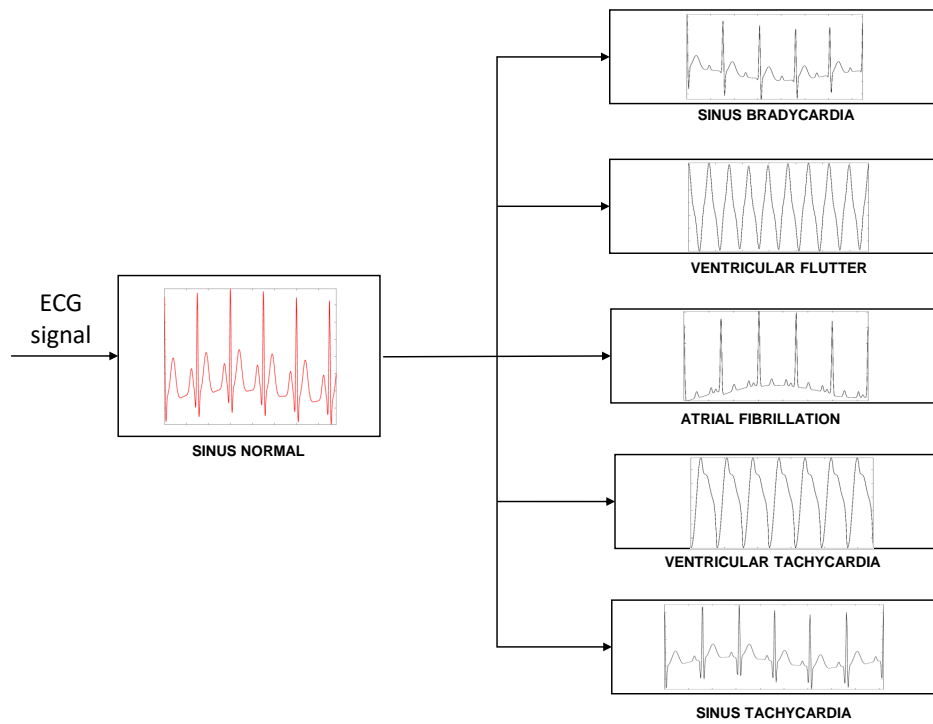 ECG
signal
SINUS NORMAL
SINUS BRADYCARDIA
VENTRICULAR FLUTTER
ATRIAL FIBRILLATION
VENTRICULAR TACHYCARDIA
SINUS TACHYCARDIA